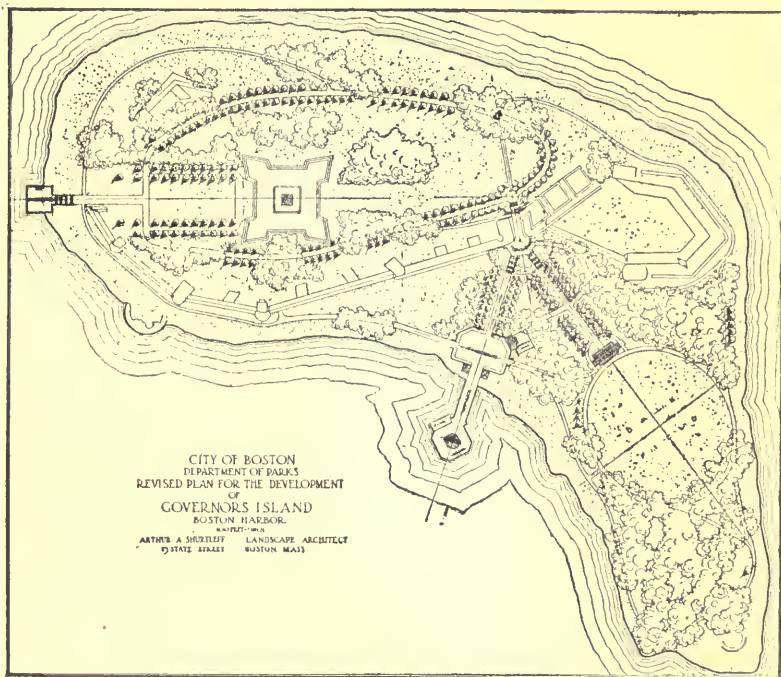 CITY OF BOSTON
DEPARTMENT OF PARKS
REVISED PLAN FOR THE DEVELOPMENT
OF
GOVERNORS ISLAND
BOSTON HARBOR
ARTHUR A SHURTLEFF LANDSCAPE ARCHITECT
STATE STREET BOSTON MASS